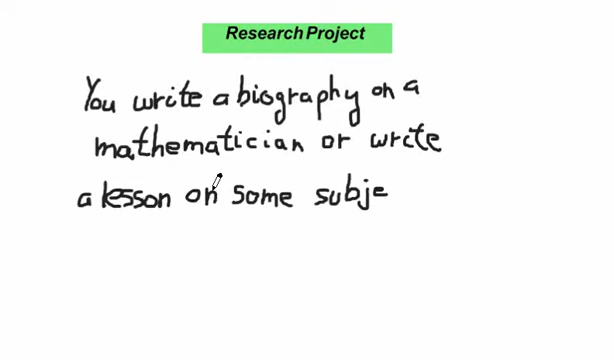 Research Project
You write a biography on a
mathematician or write
a lesson on some subje